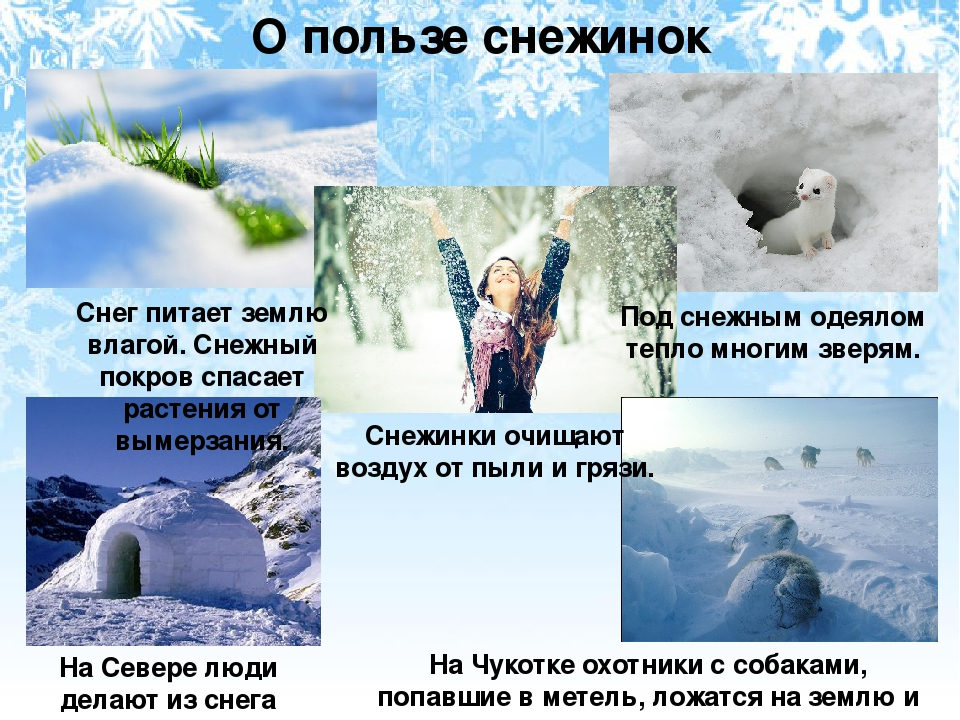 О пользе снежинок
Снег питает землю
влагой. Снежный
покров спасает
растения от
вымерзания.
Под снежным одеялом
тепло многим зверям.
Снежинки очищают
воздух от пыли и грязи.
На Севере люди
делают из снега
На Чукотке охотники с собаками,
попавшие в метель, ложатся на землю и